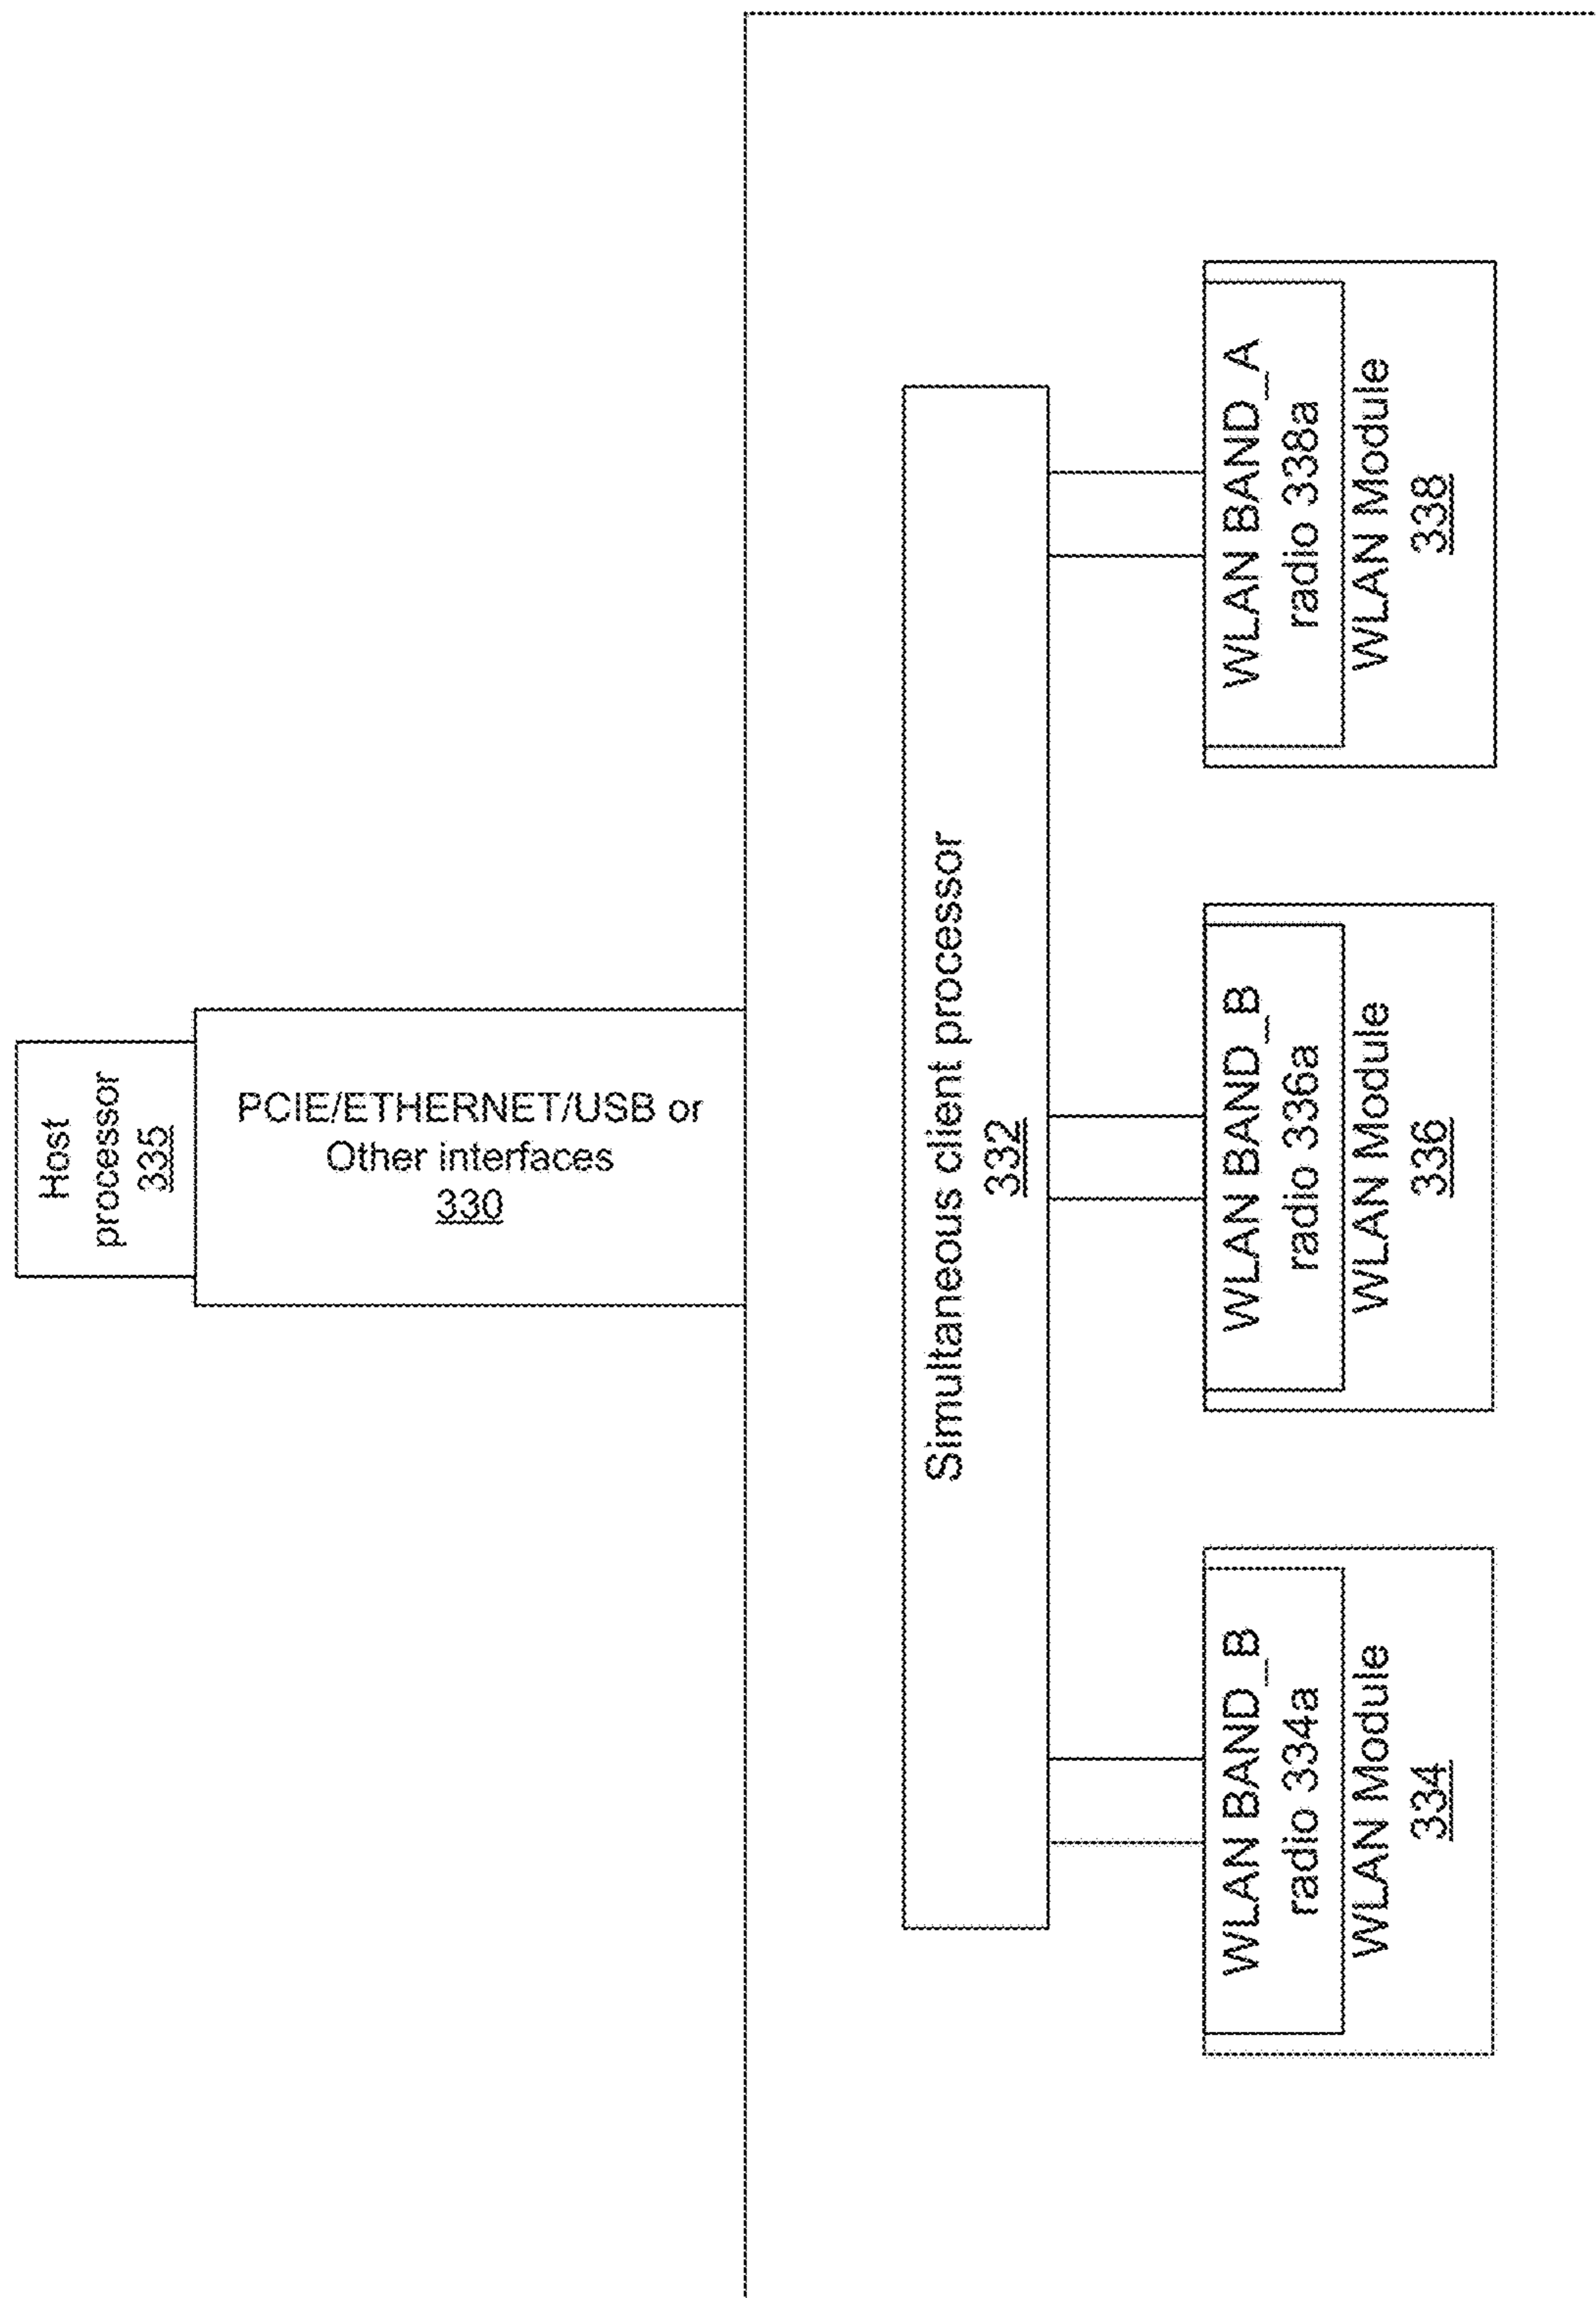 Host
processor
335
PCIE/ETHERNET/USB or
Other interfaces
330
Simultaneous client processor
332
WLAN BAND_B
radio 334a
WLAN Module
334
WLAN BAND_B
radio 336a
WLAN Module
336
WLAN BAND_A
radio 338a
WLAN Module
338